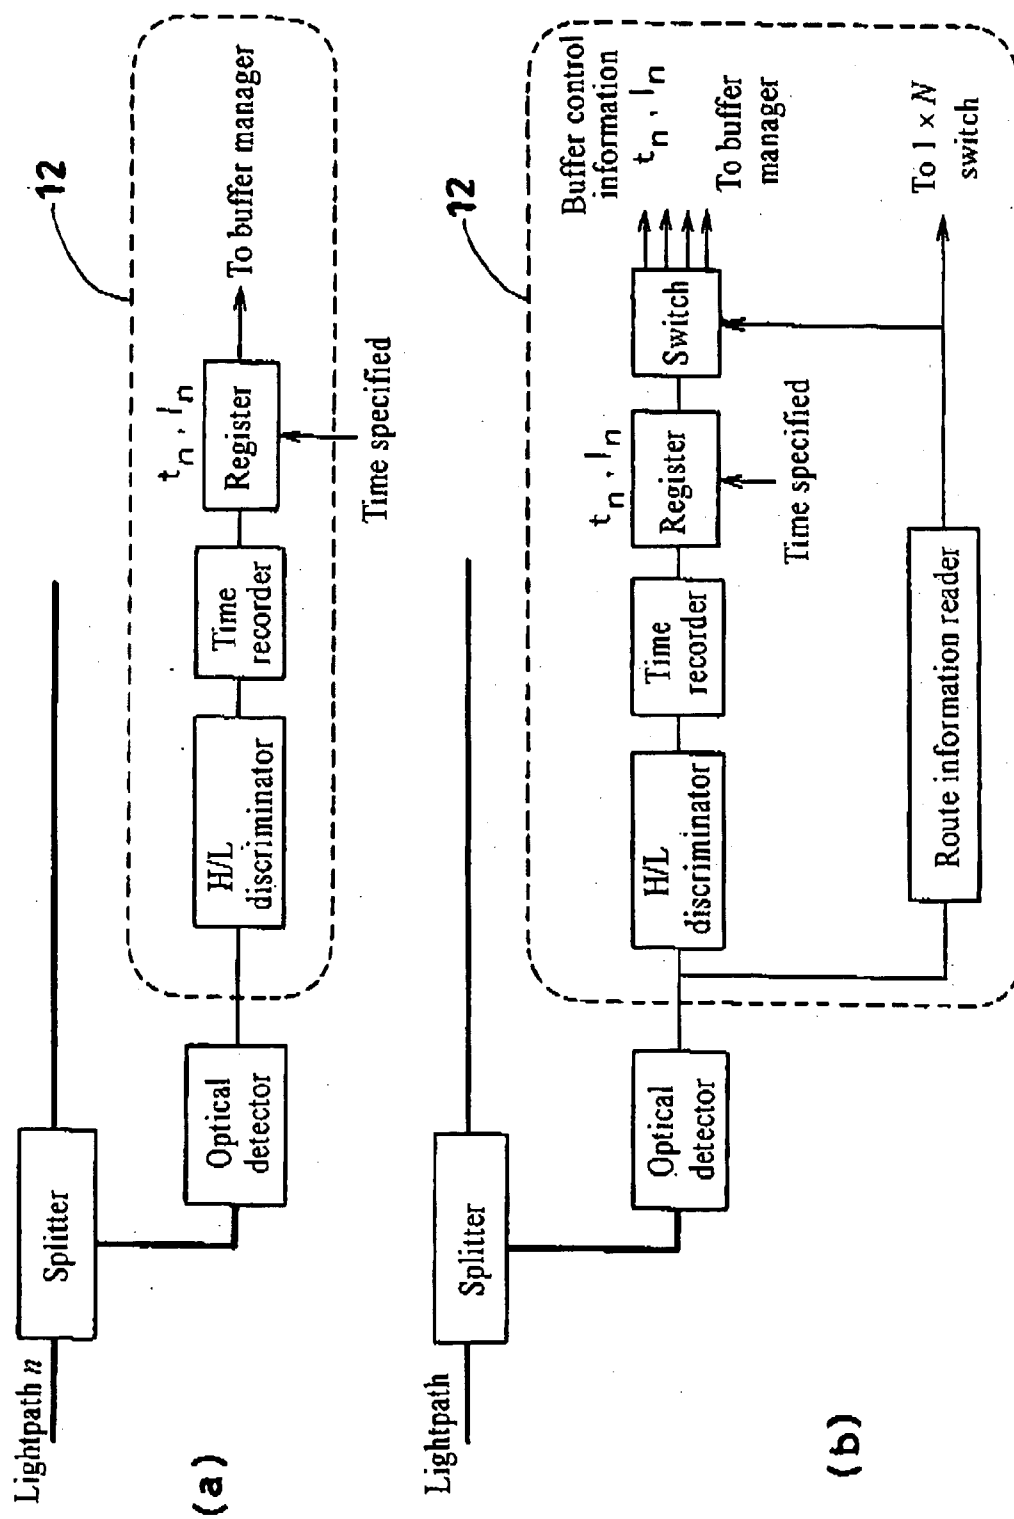 12
Lightpath n
Splitter
Optical
detector
H/L
discriminator
Time
recorder
t_n, l_n
Register
To buffer manager
Time specified
(a)
12
Lightpath
Splitter
Optical
detector
H/L
discriminator
Time
recorder
t_n, l_n
Register
Time specified
Switch
Buffer control
information
t_n, l_n
To buffer
manager
Route information reader
To 1 × N
switch
(b)